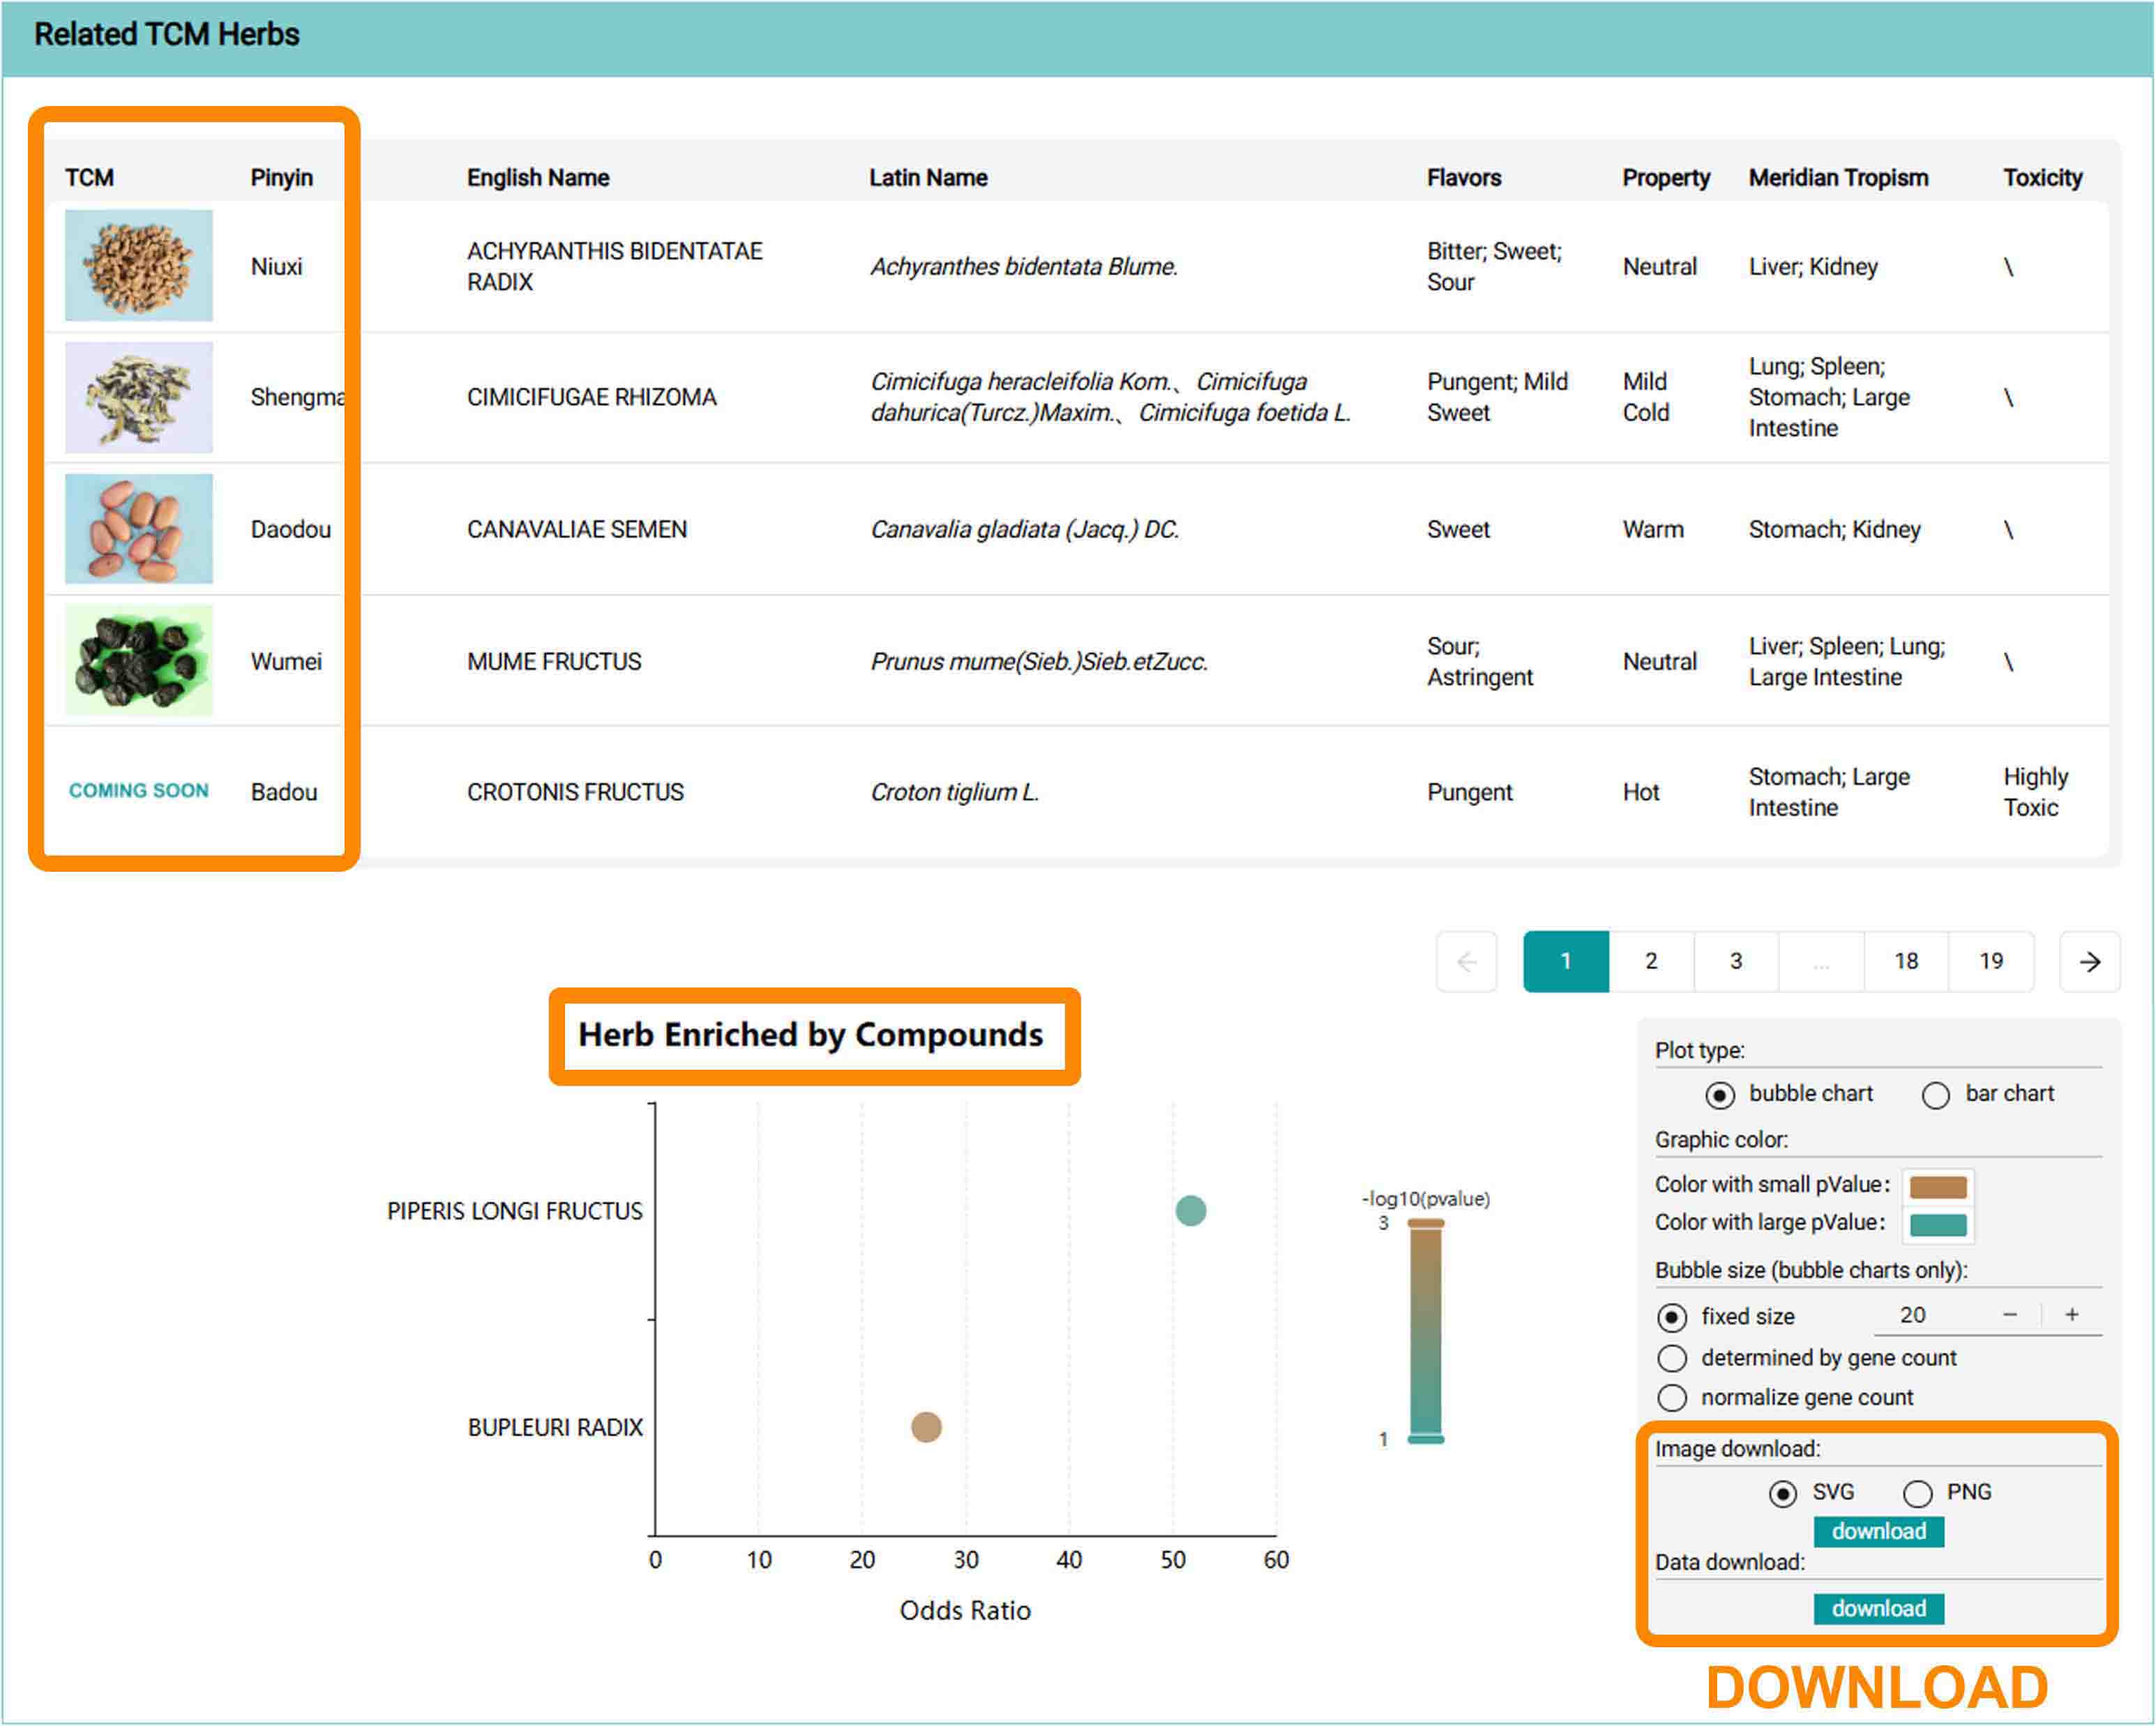 Related TCM Herbs
TCM Pinyin English Name Latin Name Flavors Property Meridian Tropism Toxicity
Niuxi
ACHYRANTHIS BIDENTATAE
RADIX
Achyranthes bidentata Blume.
Bitter; Sweet;
Sour
Neutral
Liver; Kidney
\
Shengma
CIMICIFUGAE RHIZOMA
Cimicifuga heracleifolia Kom.、Cimicifuga
dahurica(Turcz.)Maxim.、Cimicifuga foetida L.
Pungent; Mild
Sweet
Mild
Cold
Lung; Spleen;
Stomach; Large
Intestine
\
Daodou
CANAVALIAE SEMEN
Canavalia gladiata (Jacq.) DC.
Sweet
Warm
Stomach; Kidney
\
Wumei
MUME FRUCTUS
Prunus mume(Sieb.)Sieb.etZucc.
Sour;
Astringent
Neutral
Liver; Spleen; Lung;
Large Intestine
\
COMING SOON
Badou
CROTONIS FRUCTUS
Croton tiglium L.
Pungent
Hot
Stomach; Large
Intestine
Highly
Toxic
← 1 2 3 ... 18 19 →
Herb Enriched by Compounds
PIPERIS LONGI FRUCTUS
BUPLEURI RADIX
0 10 20 30 40 50 60
Odds Ratio
-log10(pvalue)
3
1
Plot type:
bubble chart bar chart
Graphic color:
Color with small pValue:
Color with large pValue:
Bubble size (bubble charts only):
fixed size 20 − +
determined by gene count
normalize gene count
Image download:
SVG PNG
download
Data download:
download
DOWNLOAD